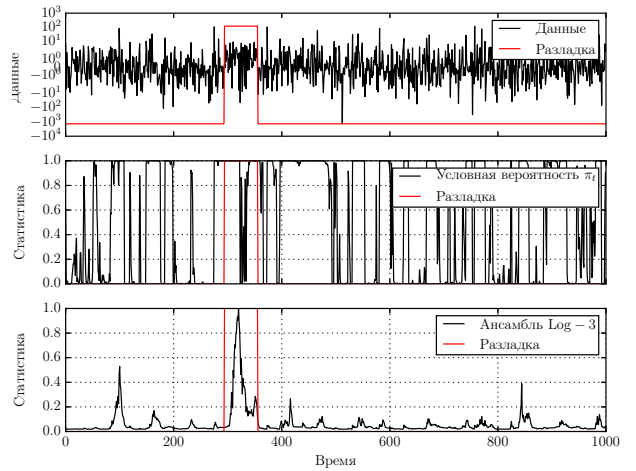 10³
10²
10¹
10⁰
−10⁰
−10¹
−10²
−10³
−10⁴
Данные
Данные
Разладка
1.0
0.8
0.6
0.4
0.2
0.0
Статистика
Условная вероятность πₜ
Разладка
1.0
0.8
0.6
0.4
0.2
0.0
Статистика
Ансамбль Log − 3
Разладка
0 200 400 600 800 1000
Время